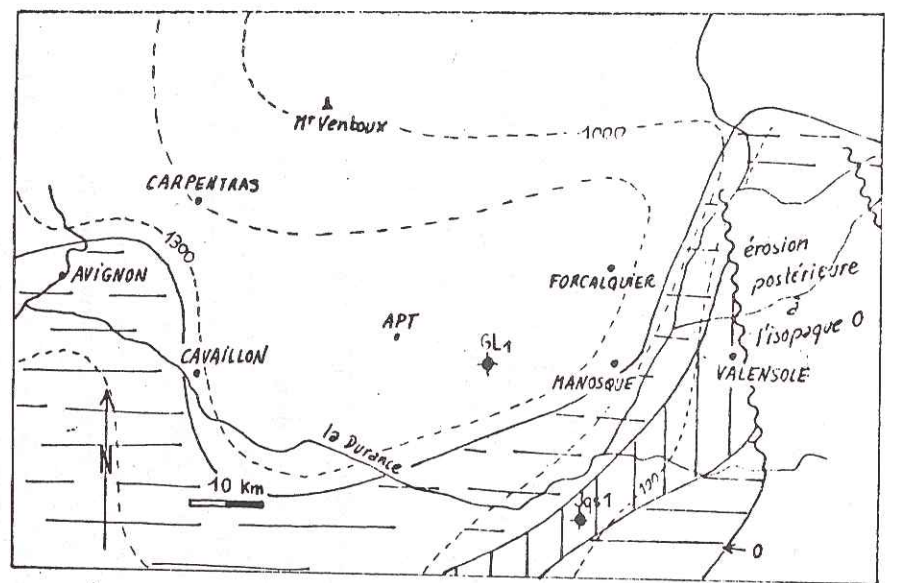 Mt Ventoux
1000
CARPENTRAS
1300
AVIGNON
érosion
postérieure
à
l'isopaque 0
FORCALQUIER
APT
GL1
CAVAILLON
MANOSQUE
VALENSOLE
la Durance
N
10 Km
Jqs1
0